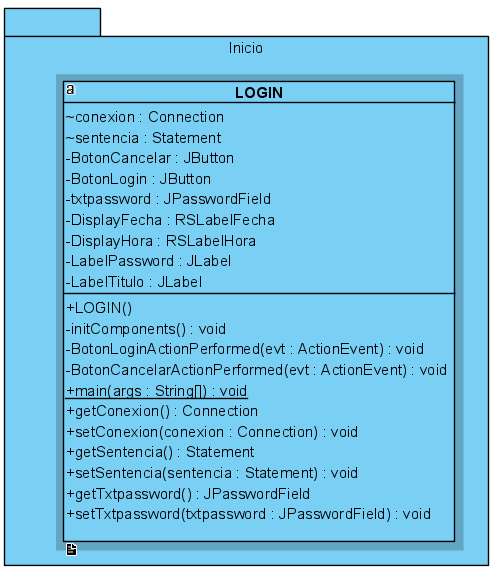 Inicio
a
LOGIN
~conexion : Connection
~sentencia : Statement
-BotonCancelar : JButton
-BotonLogin : JButton
-txtpassword : JPasswordField
-DisplayFecha : RSLabelFecha
-DisplayHora : RSLabelHora
-LabelPassword : JLabel
-LabelTitulo : JLabel
+LOGIN()
-initComponents() : void
-BotonLoginActionPerformed(evt : ActionEvent) : void
-BotonCancelarActionPerformed(evt : ActionEvent) : void
+main(args : String[]) : void
+getConexion() : Connection
+setConexion(conexion : Connection) : void
+getSentencia() : Statement
+setSentencia(sentencia : Statement) : void
+getTxtpassword() : JPasswordField
+setTxtpassword(txtpassword : JPasswordField) : void